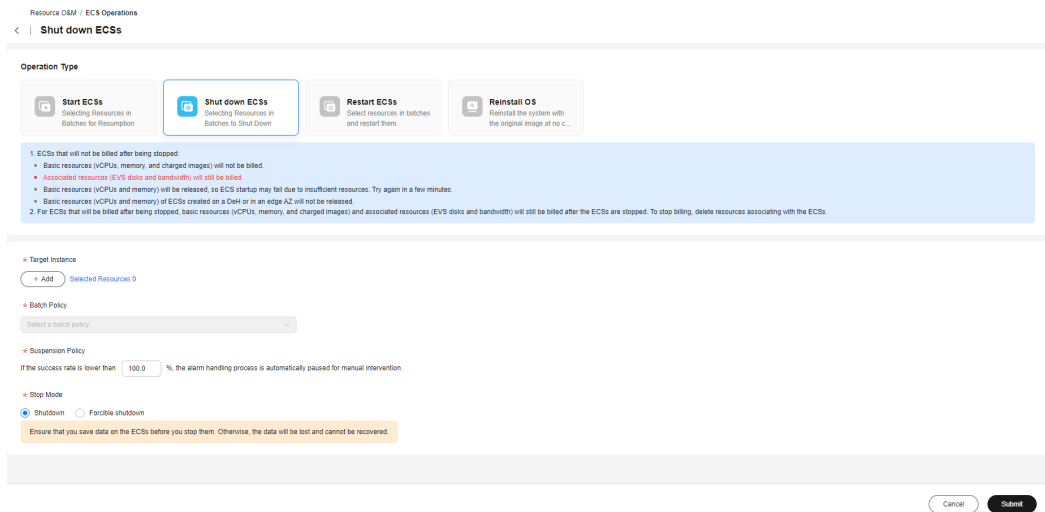 Resource O&M / ECS Operations
< | Shut down ECSs
Operation Type
Start ECSs
Selecting Resources in
Batches for Resumption
Shut down ECSs
Selecting Resources in
Batches to Shut Down
Restart ECSs
Select resources in batches
and restart them.
Reinstall OS
Reinstall the system with
the original image at no c...
1. ECSs that will not be billed after being stopped:
• Basic resources (vCPUs, memory, and charged images) will not be billed.
• Associated resources (EVS disks and bandwidth) will still be billed.
• Basic resources (vCPUs and memory) will be released, so ECS startup may fail due to insufficient resources. Try again in a few minutes.
• Basic resources (vCPUs and memory) of ECSs created on a DeH or in an edge AZ will not be released.
2. For ECSs that will be billed after being stopped, basic resources (vCPUs, memory, and charged images) and associated resources (EVS disks and bandwidth) will still be billed after the ECSs are stopped. To stop billing, delete resources associating with the ECSs.
* Target Instance
+ Add Selected Resources:0
* Batch Policy
Select a batch policy.
* Suspension Policy
If the success rate is lower than 100.0 %, the alarm handling process is automatically paused for manual intervention.
* Stop Mode
Shutdown Forcible shutdown
Ensure that you save data on the ECSs before you stop them. Otherwise, the data will be lost and cannot be recovered.
Cancel Submit